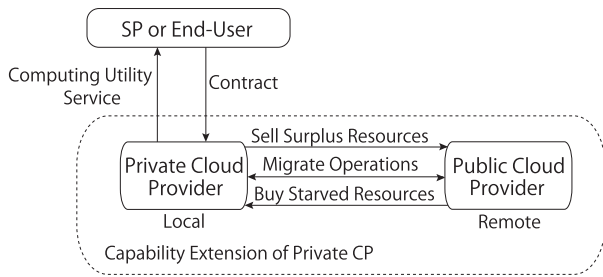 SP or End-User
Computing Utility
Service
Contract
Sell Surplus Resources
Private Cloud
Provider
Migrate Operations
Public Cloud
Provider
Buy Starved Resources
Local
Remote
Capability Extension of Private CP